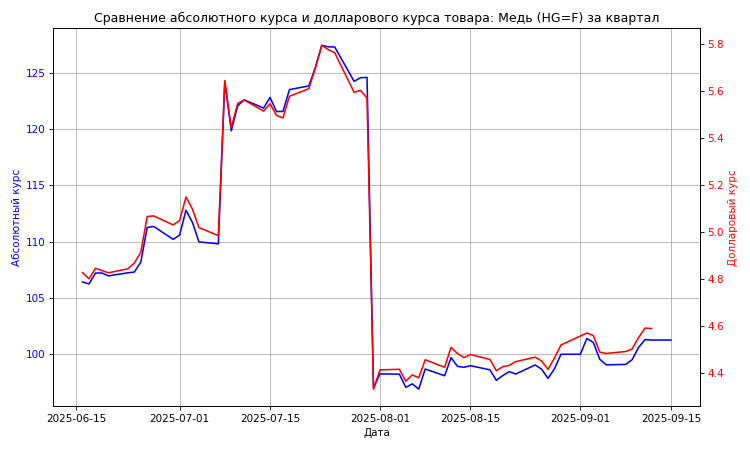 Сравнение абсолютного курса и долларового курса товара: Медь (HG=F) за квартал
Абсолютный курс
125
120
115
110
105
100
5.8
5.6
5.4
5.2
5.0
4.8
4.6
4.4
Долларовый курс
2025-06-15 2025-07-01 2025-07-15 2025-08-01 2025-08-15 2025-09-01 2025-09-15
Дата